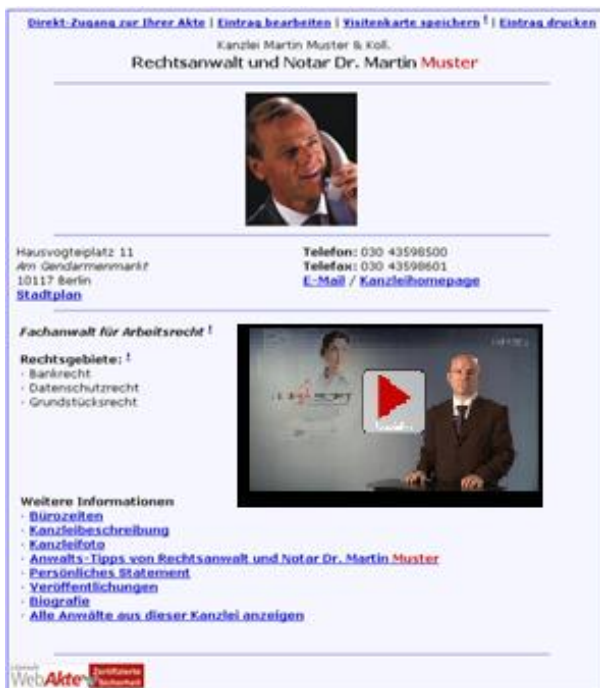 Direkt-Zugang zur Ihrer Akte | Eintrag bearbeiten | Visitenkarte speichern ! | Eintrag drucken
Kanzlei Martin Muster & Koll.
Rechtsanwalt und Notar Dr. Martin Muster
Hausvogteiplatz 11
Am Gendarmenmarkt
10117 Berlin
Stadtplan
Telefon: 030 43598500
Telefax: 030 43598601
E-Mail / Kanzleihomepage
Fachanwalt für Arbeitsrecht !
Rechtsgebiete: !
· Bankrecht
· Datenschutzrecht
· Grundstücksrecht
Weitere Informationen
· Bürozeiten
· Kanzleibeschreibung
· Kanzleifoto
· Anwalts-Tipps von Rechtsanwalt und Notar Dr. Martin Muster
· Persönliches Statement
· Veröffentlichungen
· Biografie
· Alle Anwälte aus dieser Kanzlei anzeigen
WebAkte Zertifizierte
Sicherheit